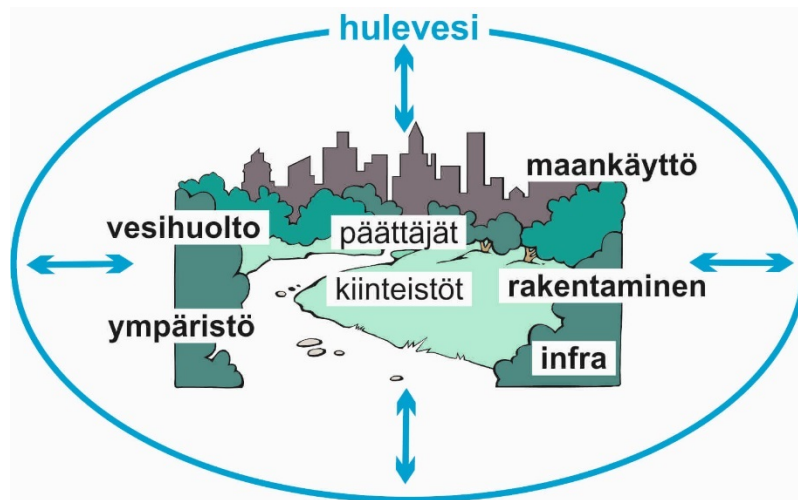 hulevesi
maankäyttö
vesihuolto
päättäjät
kiinteistöt
rakentaminen
ympäristö
infra